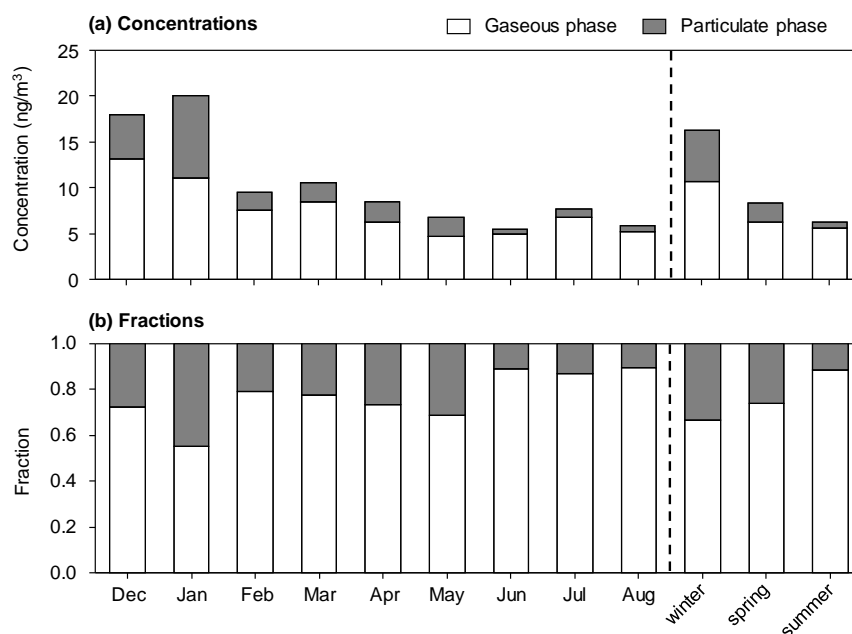 (a) Concentrations
Gaseous phase
Particulate phase
Concentration (ng/m³)
25
20
15
10
5
0
(b) Fractions
Fraction
1.0
0.8
0.6
0.4
0.2
0.0
Dec Jan Feb Mar Apr May Jun Jul Aug winter spring summer